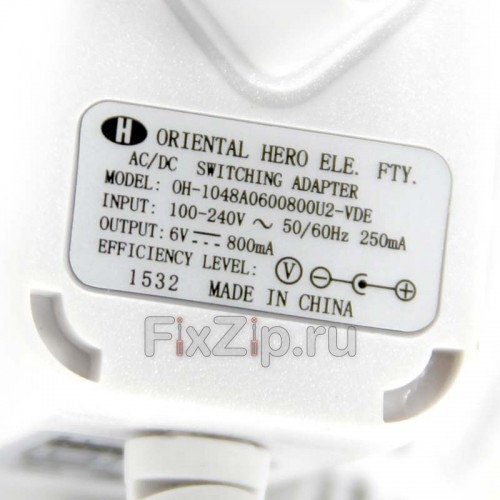 H ORIENTAL HERO ELE. FTY.
AC/DC SWITCHING ADAPTER
MODEL: OH-1048A0600800U2-VDE
INPUT: 100-240V ~ 50/60Hz 250mA
OUTPUT: 6V ⎓ 800mA
EFFICIENCY LEVEL: V - +
1532 MADE IN CHINA
FixZip.ru